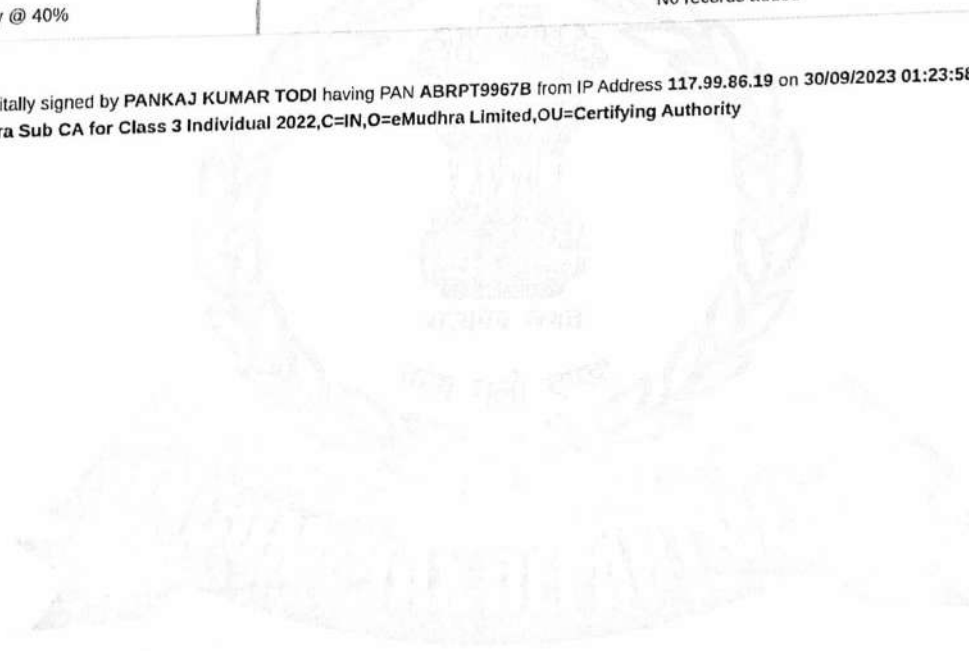 @ 40%
itally signed by PANKAJ KUMAR TODI having PAN ABRPT9967B from IP Address 117.99.86.19 on 30/09/2023 01:23:58
ra Sub CA for Class 3 Individual 2022,C=IN,O=eMudhra Limited,OU=Certifying Authority